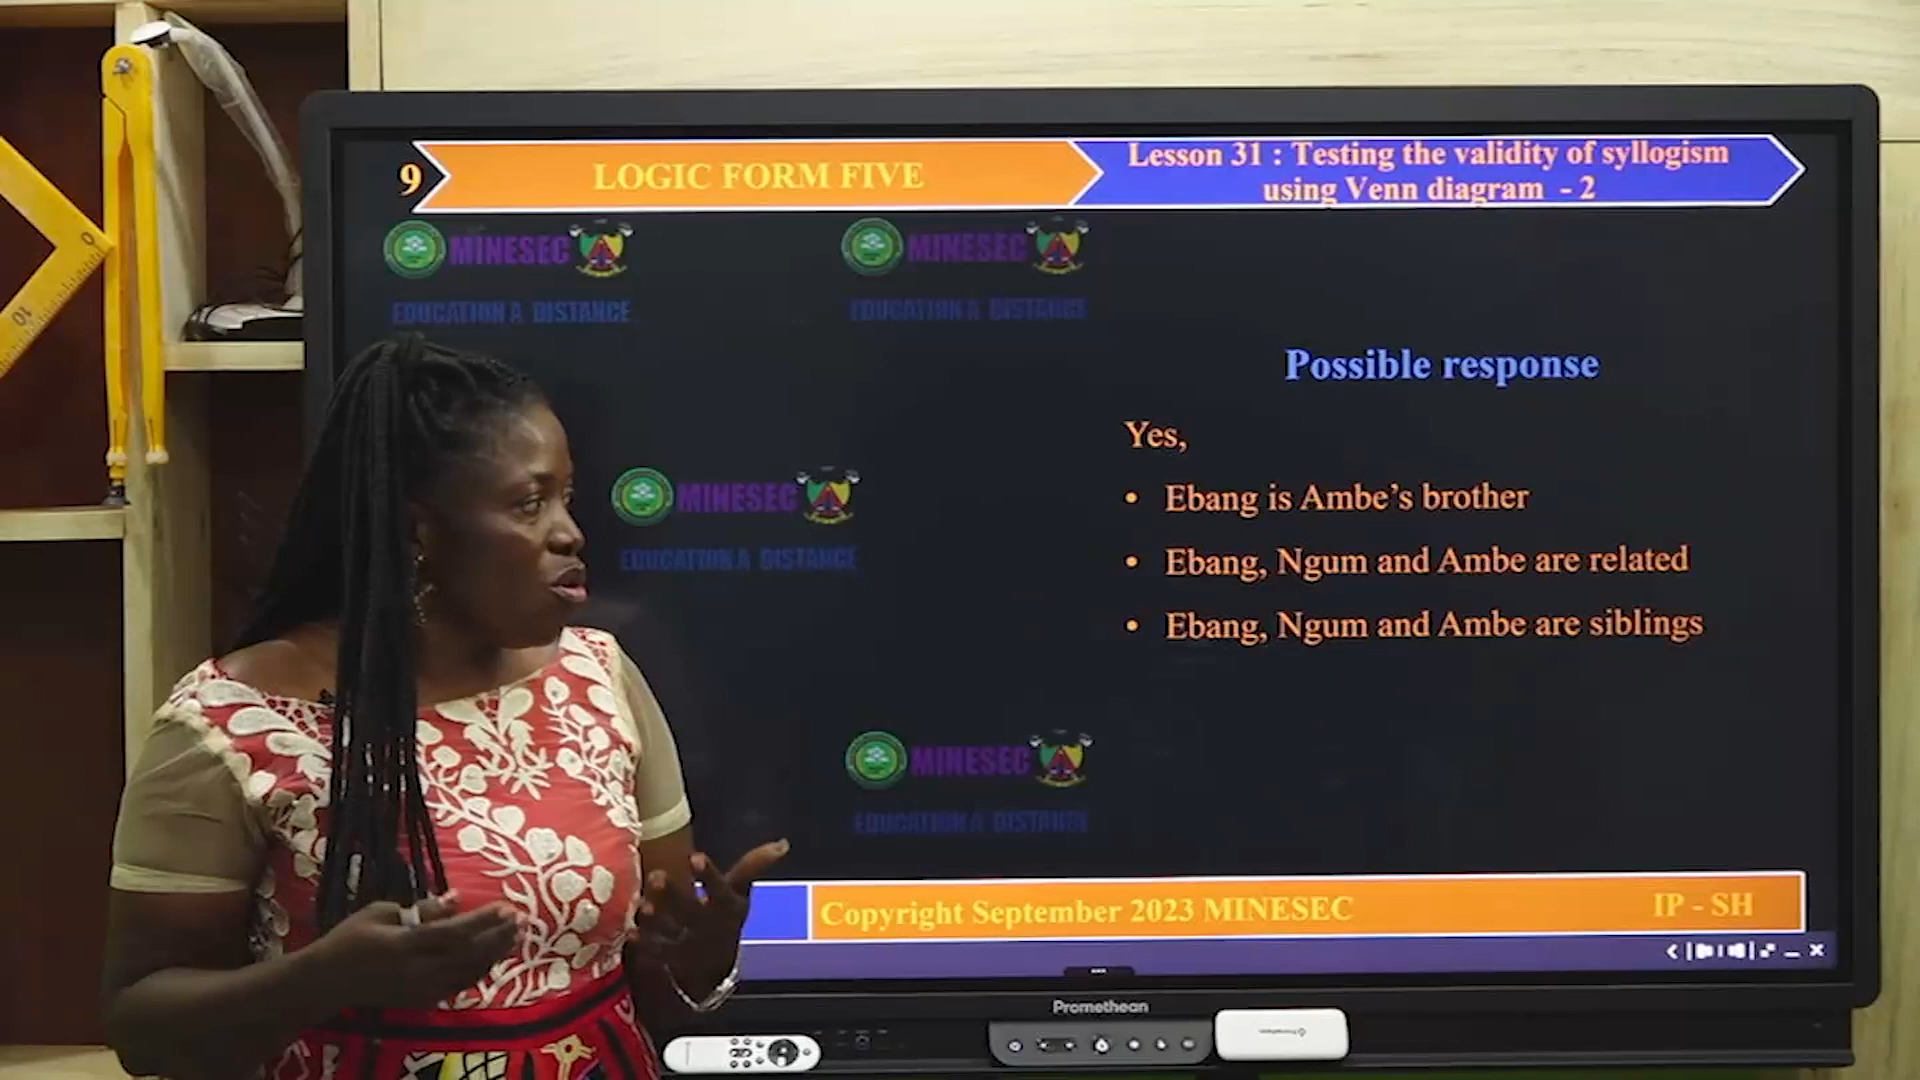 9
LOGIC FORM FIVE
Lesson 31 : Testing the validity of syllogism
using Venn diagram - 2
MINESEC
EDUCATION A DISTANCE
MINESEC
EDUCATION A DISTANCE
Possible response
Yes,
• Ebang is Ambe's brother
MINESEC
EDUCATION A DISTANCE
• Ebang, Ngum and Ambe are related
• Ebang, Ngum and Ambe are siblings
MINESEC
EDUCATION A DISTANCE
Copyright September 2023 MINESEC
IP - SH
Promethean
0
10